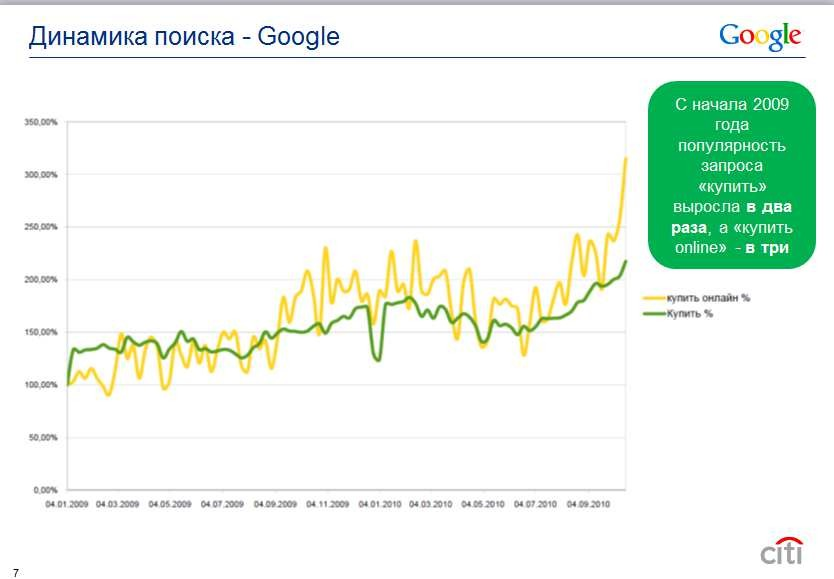 Динамика поиска - Google
Google
С начала 2009
года
популярность
запроса
«купить»
выросла в два
раза, а «купить
online» - в три
350,00%
300,00%
250,00%
200,00%
150,00%
100,00%
50,00%
0,00%
купить онлайн %
Купить %
04.01.2009 04.03.2009 04.05.2009 04.07.2009 04.09.2009 04.11.2009 04.01.2010 04.03.2010 04.05.2010 04.07.2010 04.09.2010
citi
7